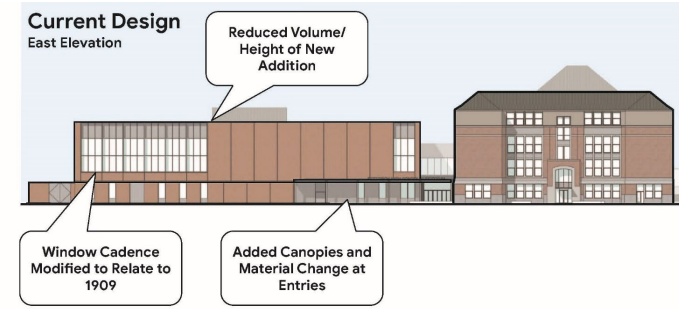 Current Design
East Elevation
Reduced Volume/
Height of New
Addition
Window Cadence
Modified to Relate to
1909
Added Canopies and
Material Change at
Entries